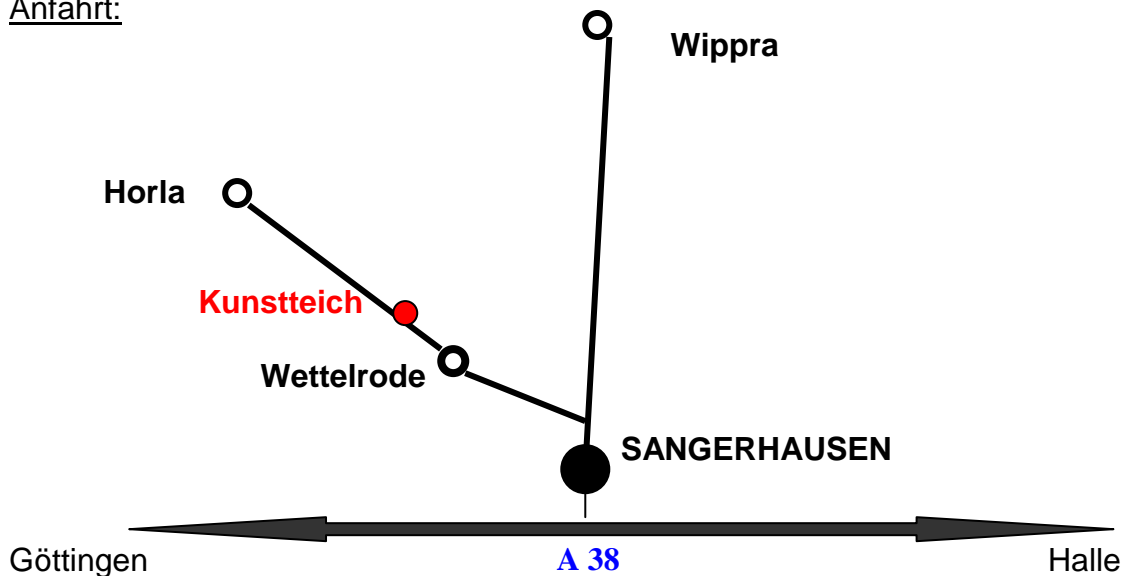 Anfahrt:
Wippra
Horla
Kunstteich
Wettelrode
SANGERHAUSEN
Göttingen A 38 Halle